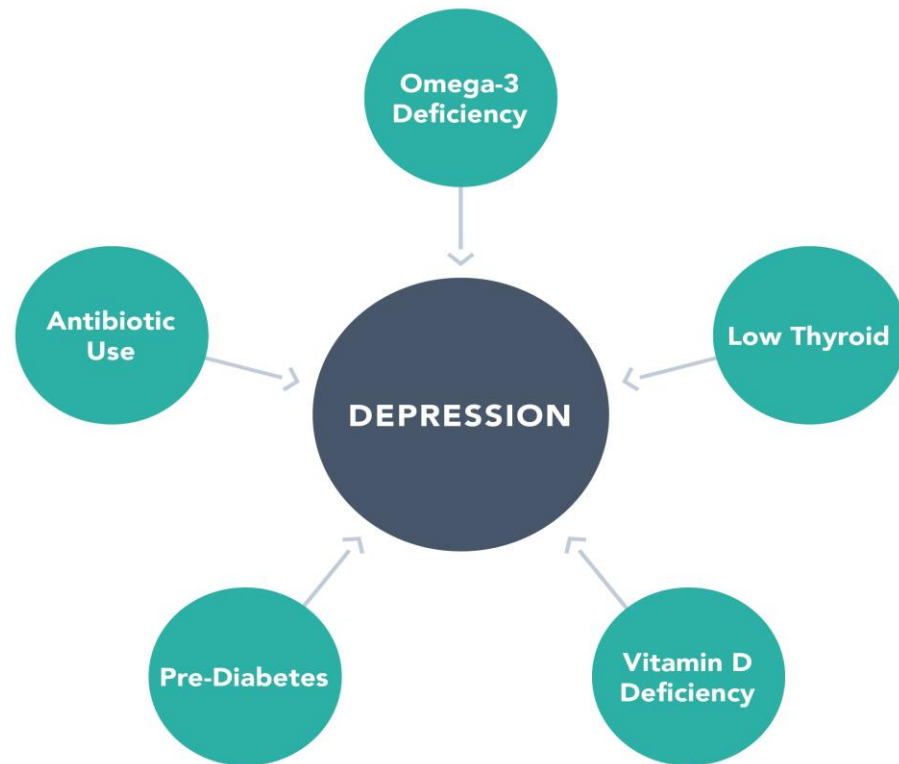 Omega-3
Deficiency
Antibiotic
Use
Low Thyroid
DEPRESSION
Pre-Diabetes
Vitamin D
Deficiency